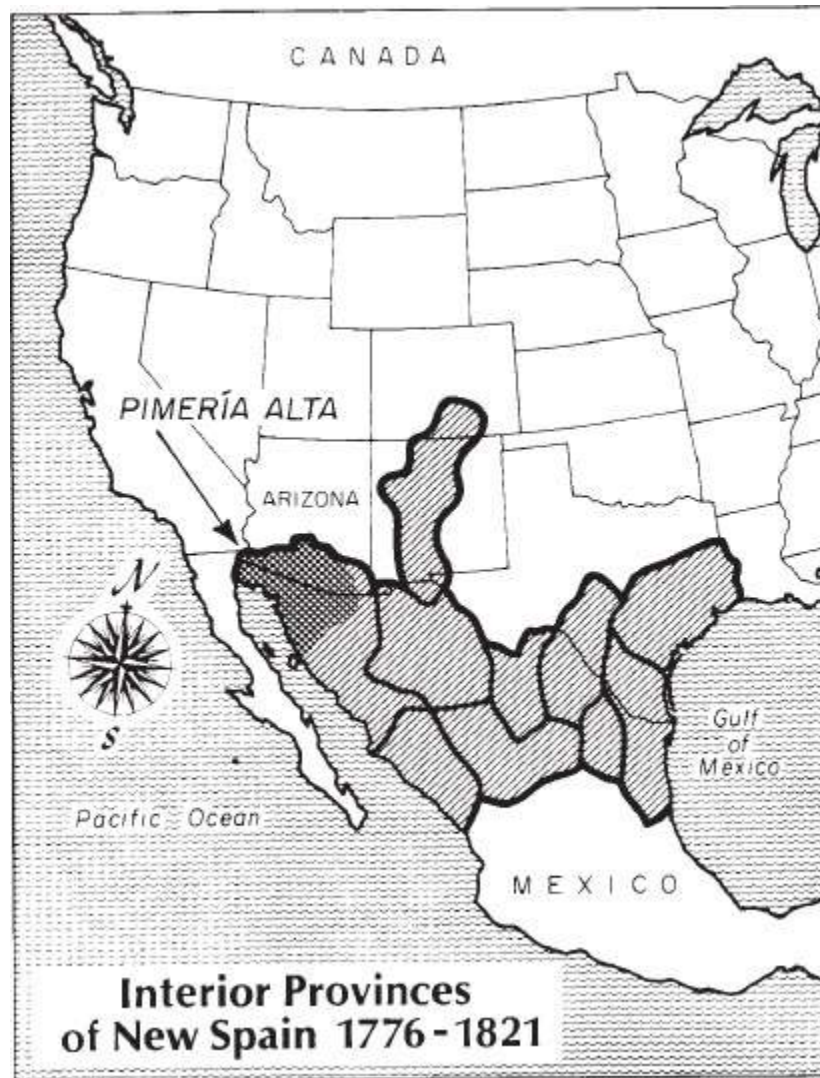 CANADA
PIMERÍA ALTA
ARIZONA
N
S
Gulf
of
Mexico
Pacific Ocean
MEXICO
Interior Provinces
of New Spain 1776-1821